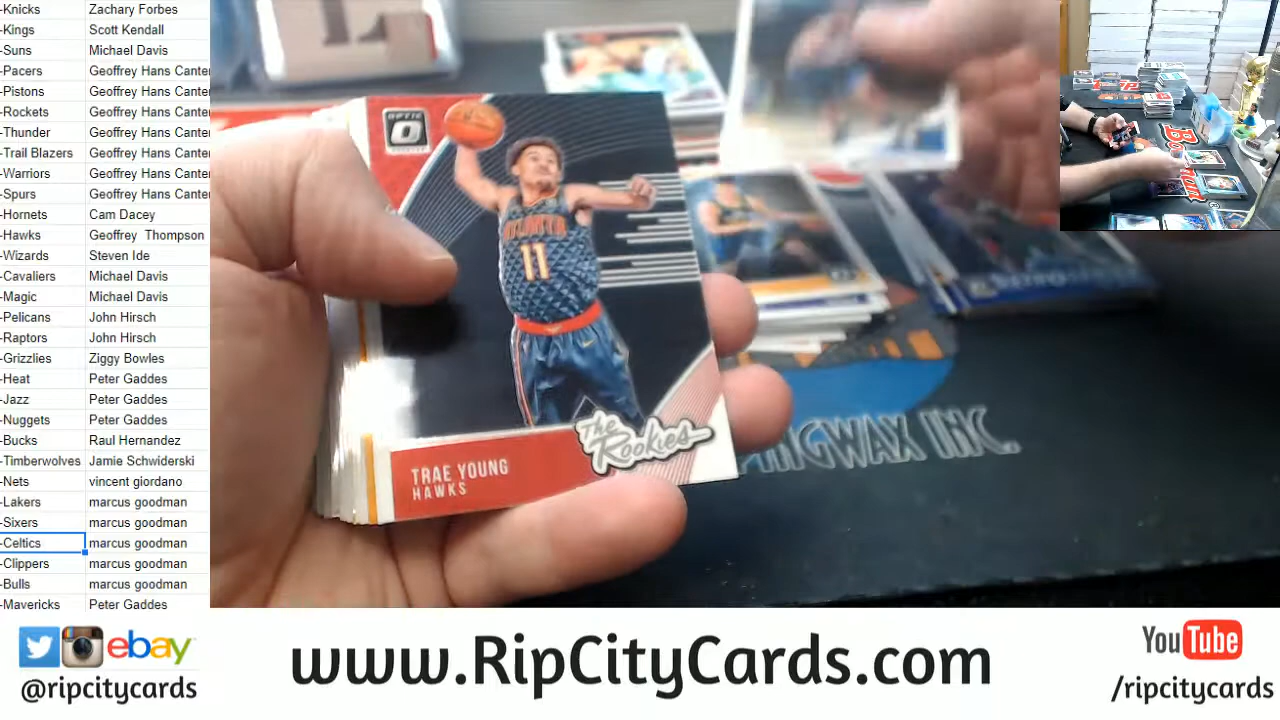 -Knicks Zachary Forbes
-Kings Scott Kendall
-Suns Michael Davis
-Pacers Geoffrey Hans Canter
-Pistons Geoffrey Hans Canter
-Rockets Geoffrey Hans Canter
-Thunder Geoffrey Hans Canter
-Trail Blazers Geoffrey Hans Canter
-Warriors Geoffrey Hans Canter
-Spurs Geoffrey Hans Canter
-Hornets Cam Dacey
-Hawks Geoffrey Thompson
-Wizards Steven Ide
-Cavaliers Michael Davis
-Magic Michael Davis
-Pelicans John Hirsch
-Raptors John Hirsch
-Grizzlies Ziggy Bowles
-Heat Peter Gaddes
-Jazz Peter Gaddes
-Nuggets Peter Gaddes
-Bucks Raul Hernandez
-Timberwolves Jamie Schwiderski
-Nets vincent giordano
-Lakers marcus goodman
-Sixers marcus goodman
-Celtics marcus goodman
-Clippers marcus goodman
-Bulls marcus goodman
-Mavericks Peter Gaddes
OPTIC
ATLANTA
11
The Rookies
TRAE YOUNG
HAWKS
INC.
ebay
@ripcitycards
www.RipCityCards.com
YouTube
/ripcitycards